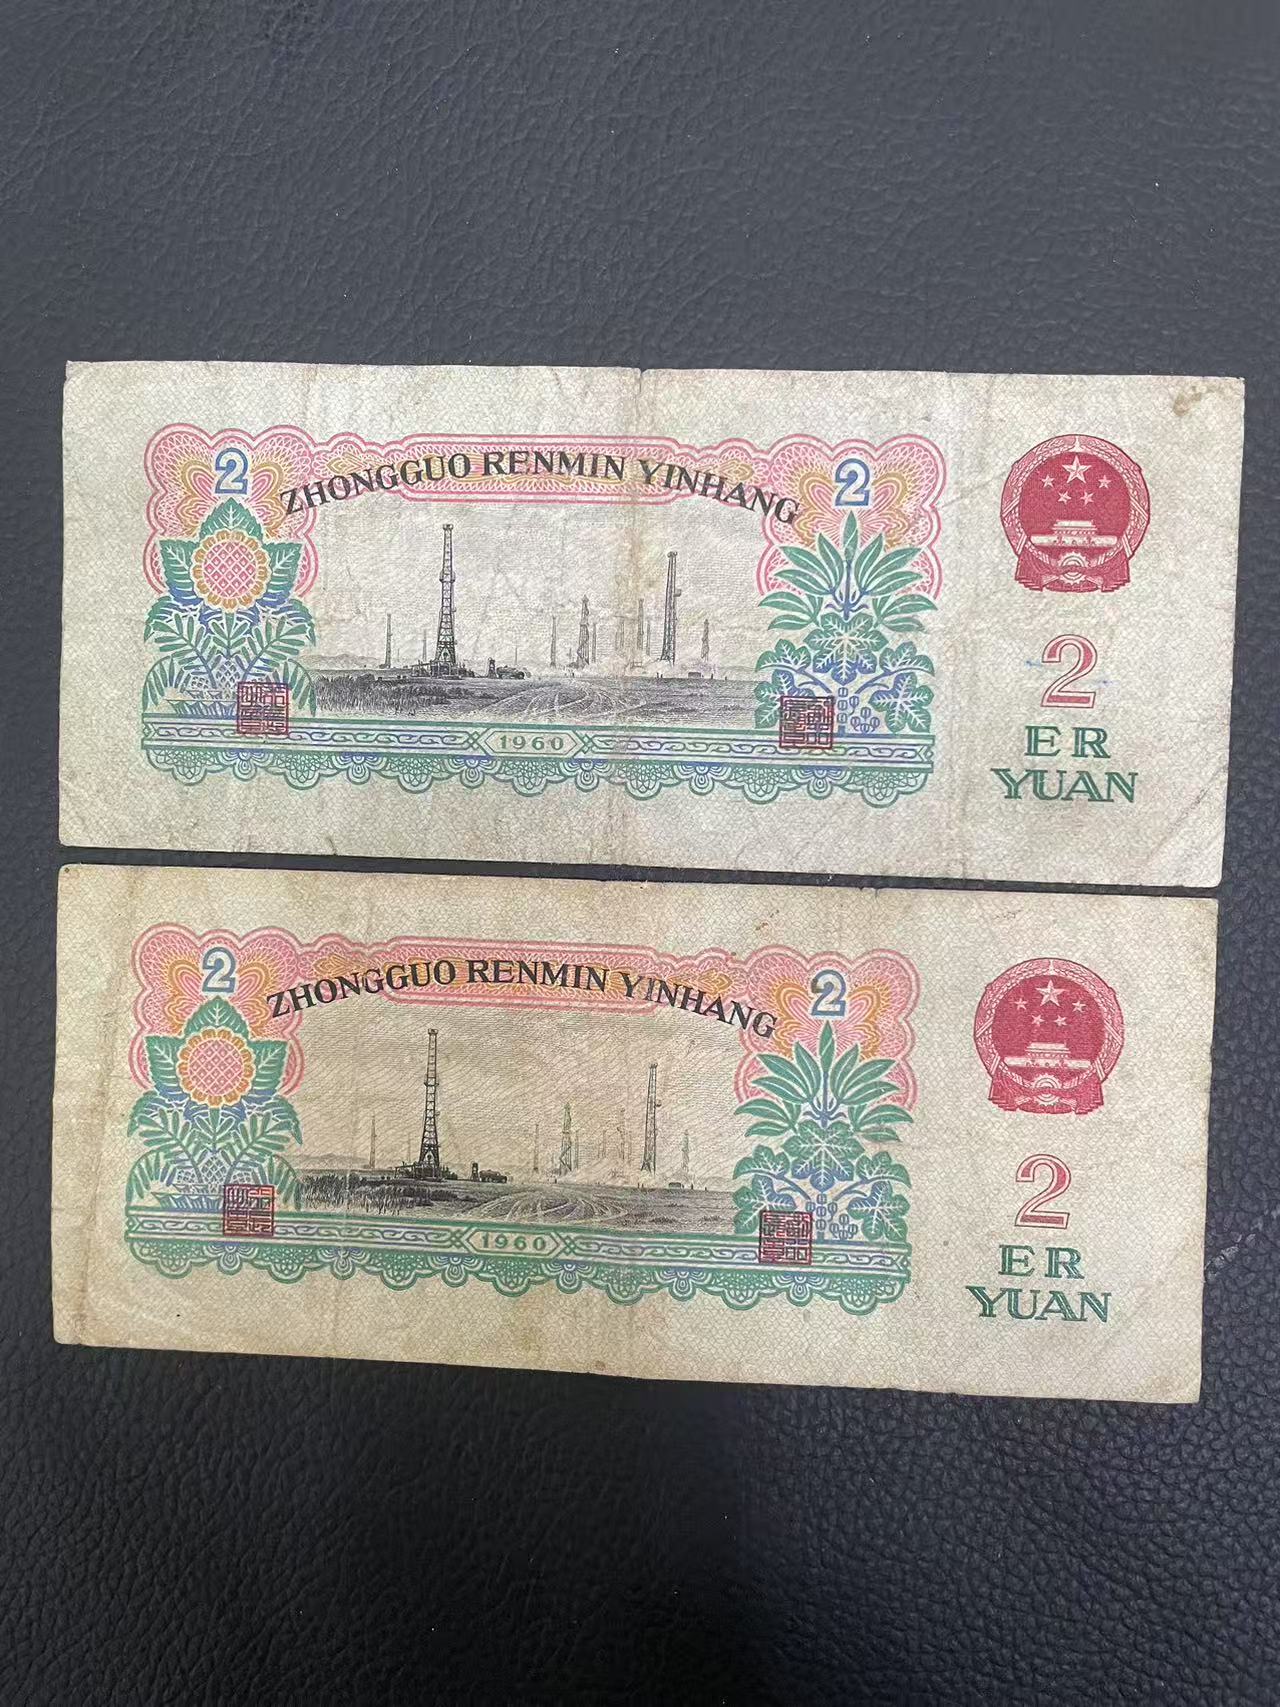 2 2
ZHONGGUO RENMIN YINHANG
2
ER
YUAN
1960
2 2
ZHONGGUO RENMIN YINHANG
2
ER
YUAN
1960